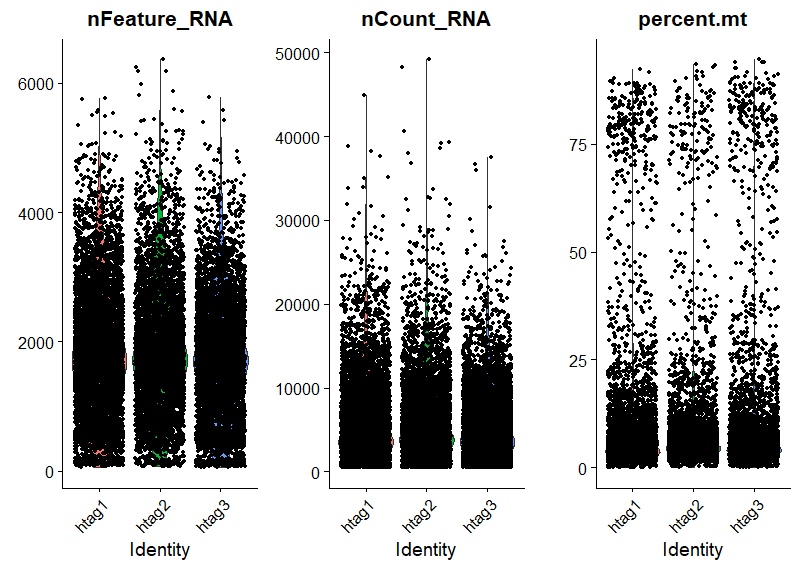 nFeature_RNA
6000
4000
2000
0
htag1
htag2
htag3
Identity
nCount_RNA
50000
40000
30000
20000
10000
0
htag1
htag2
htag3
Identity
percent.mt
75
50
25
0
htag1
htag2
htag3
Identity